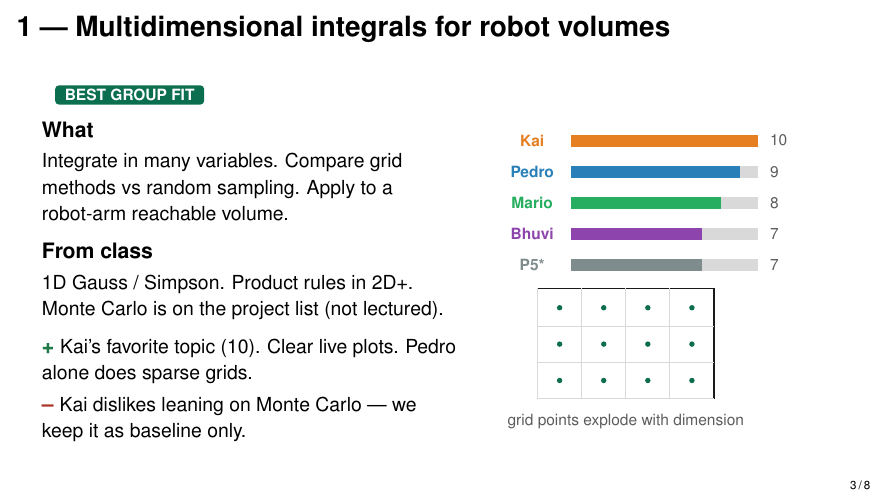 1 — Multidimensional integrals for robot volumes
BEST GROUP FIT
What
Integrate in many variables. Compare grid
methods vs random sampling. Apply to a
robot-arm reachable volume.
From class
1D Gauss / Simpson. Product rules in 2D+.
Monte Carlo is on the project list (not lectured).
+ Kai's favorite topic (10). Clear live plots. Pedro
alone does sparse grids.
– Kai dislikes leaning on Monte Carlo — we
keep it as baseline only.
Kai 10
Pedro 9
Mario 8
Bhuvi 7
P5* 7
grid points explode with dimension
3 / 8